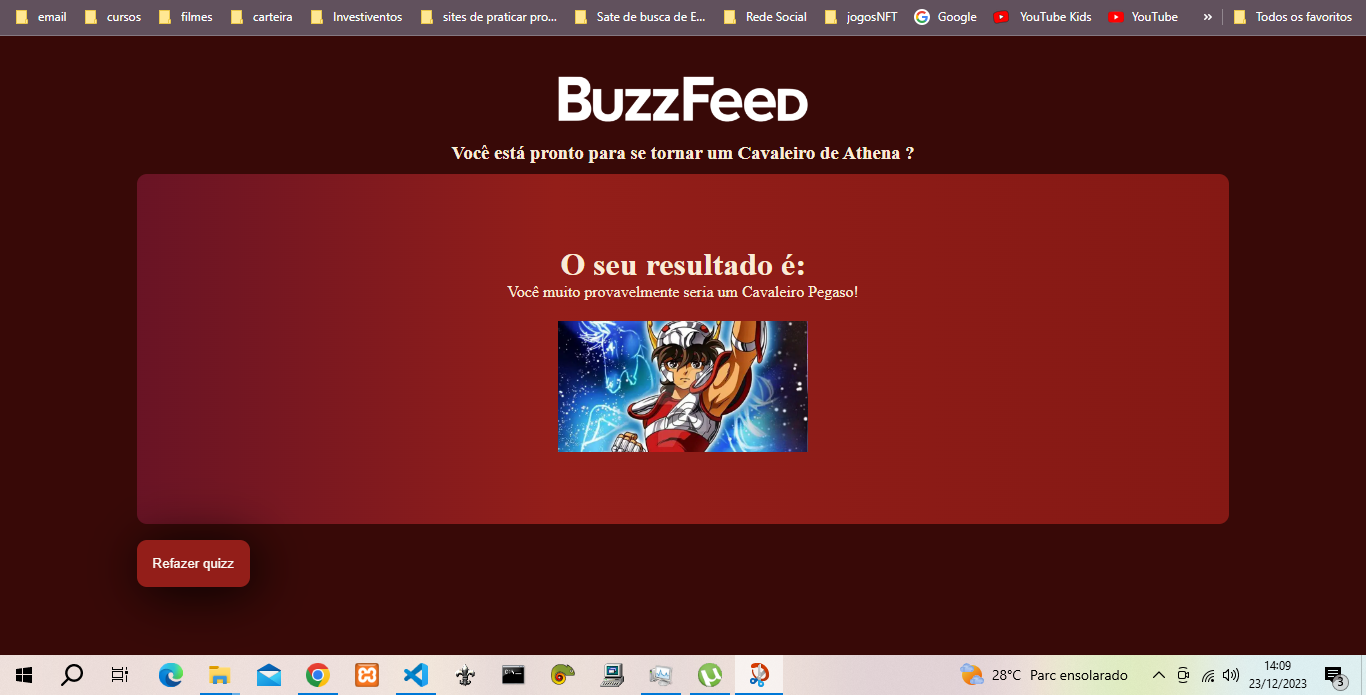 email cursos filmes carteira Investiventos sites de praticar pro... Sate de busca de E... Rede Social jogosNFT Google YouTube Kids YouTube » Todos os favoritos
BuzzFeed
Você está pronto para se tornar um Cavaleiro de Athena ?
O seu resultado é:
Você muito provavelmente seria um Cavaleiro Pegaso!
Refazer quizz
28°C Parc ensolarado
14:09
23/12/2023
3